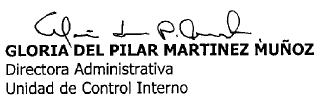 GLORIA DEL PILAR MARTINEZ MUÑOZ
Directora Administrativa
Unidad de Control Interno